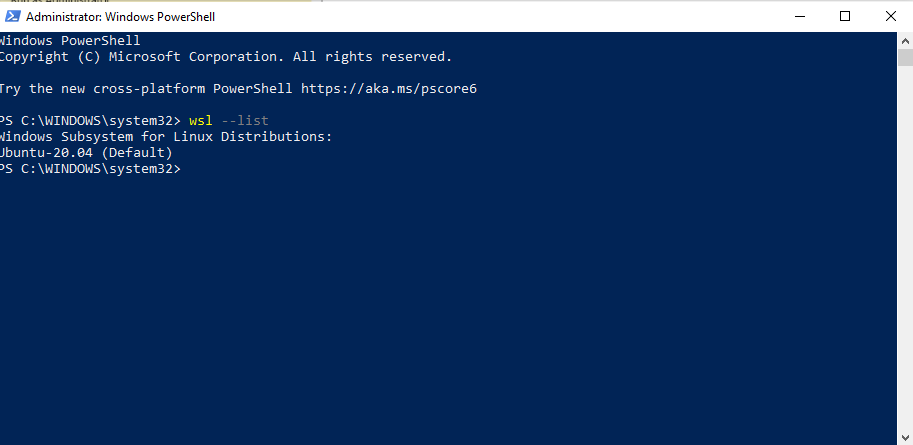 Administrator: Windows PowerShell
Windows PowerShell
Copyright (C) Microsoft Corporation. All rights reserved.
Try the new cross-platform PowerShell https://aka.ms/pscore6
PS C:\WINDOWS\system32> wsl --list
Windows Subsystem for Linux Distributions:
Ubuntu-20.04 (Default)
PS C:\WINDOWS\system32>